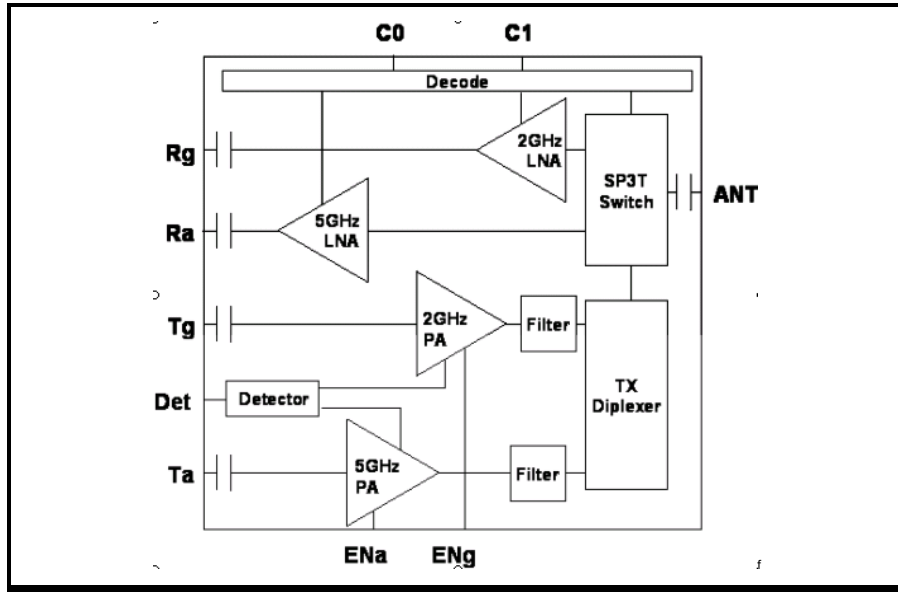 C0 C1
Decode
Rg
2GHz
LNA
SP3T
Switch
ANT
Ra
5GHz
LNA
Tg
2GHz
PA
Filter
TX
Diplexer
Det
Detector
Ta
5GHz
PA
Filter
ENa ENg
f